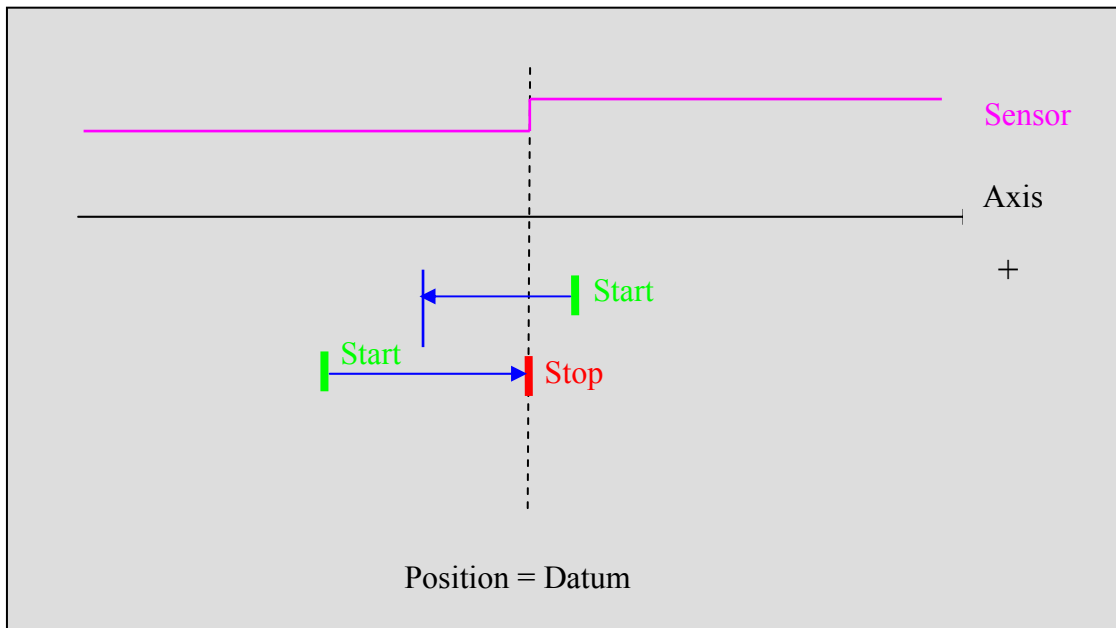 Sensor
Axis
+
Start
Start
Stop
Position = Datum